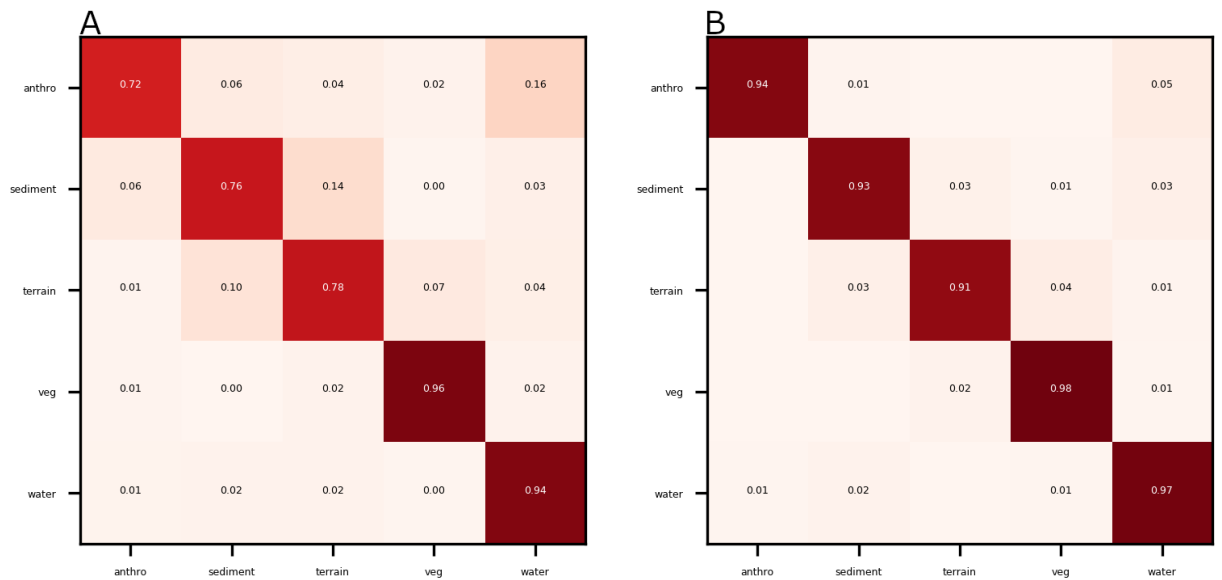 A
anthro 0.72 0.06 0.04 0.02 0.16
sediment 0.06 0.76 0.14 0.00 0.03
terrain 0.01 0.10 0.78 0.07 0.04
veg 0.01 0.00 0.02 0.96 0.02
water 0.01 0.02 0.02 0.00 0.94
anthro sediment terrain veg water
B
anthro 0.94 0.01 0.05
sediment 0.93 0.03 0.01 0.03
terrain 0.03 0.91 0.04 0.01
veg 0.02 0.98 0.01
water 0.01 0.02 0.01 0.97
anthro sediment terrain veg water